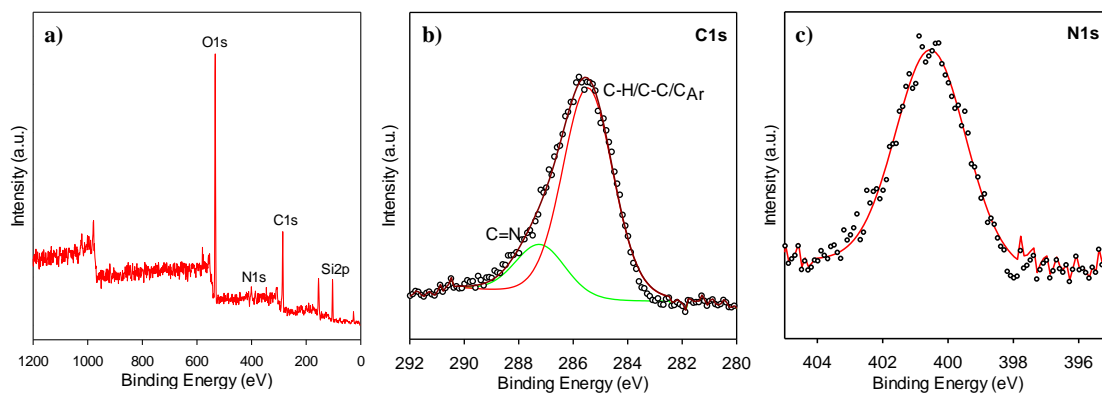 a)
O1s
C1s
Si2p
N1s
Intensity (a.u.)
1200 1000 800 600 400 200 0
Binding Energy (eV)
b)
C1s
C-H/C-C/CAr
C=N
Intensity (a.u.)
292 290 288 286 284 282 280
Binding Energy (eV)
c)
N1s
Intensity (a.u.)
404 402 400 398 396
Binding Energy (eV)